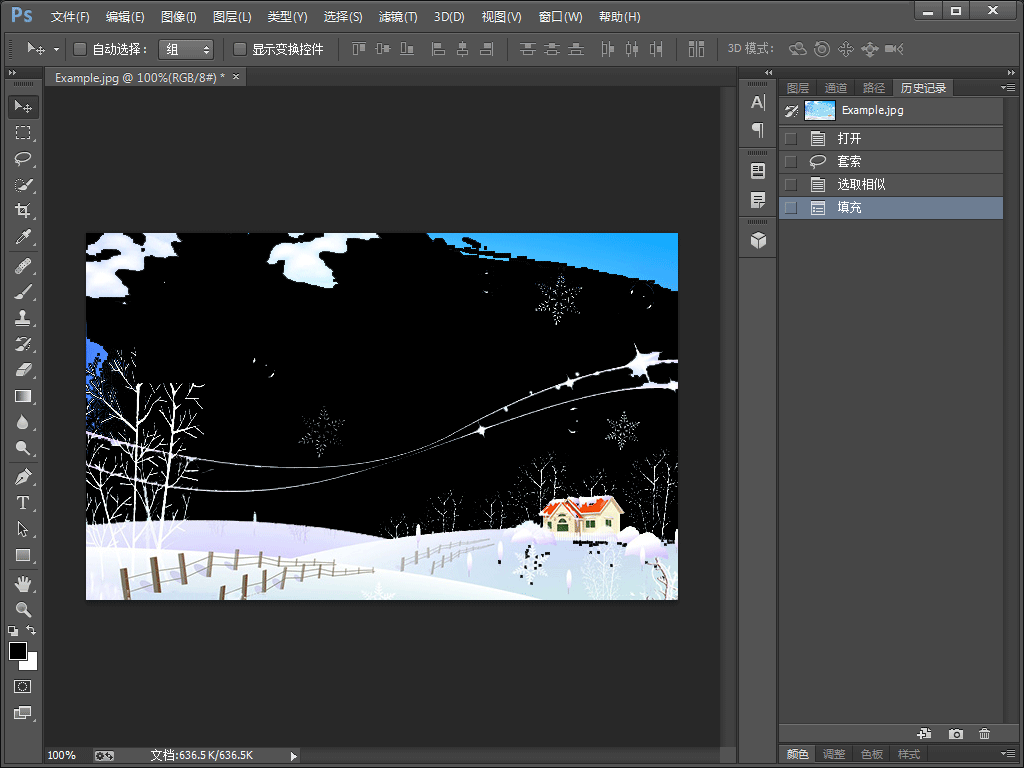 Ps 文件(F) 编辑(E) 图像(I) 图层(L) 类型(Y) 选择(S) 滤镜(T) 3D(D) 视图(V) 窗口(W) 帮助(H)
自动选择： 组 显示变换控件 3D 模式：
Example.jpg @ 100%(RGB/8#) * ×
图层 通道 路径 历史记录
Example.jpg
打开
套索
选取相似
填充
100% 文档:636.5 K/636.5K
颜色 调整 色板 样式